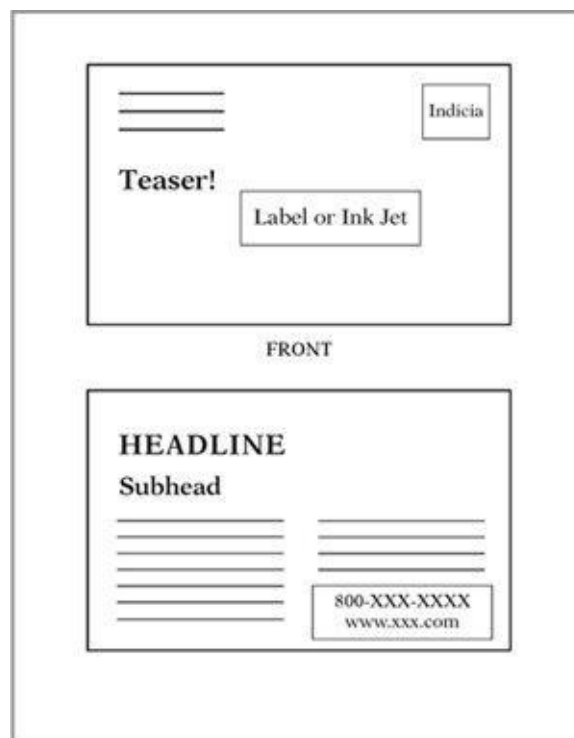 Indicia
Teaser!
Label or Ink Jet
FRONT
HEADLINE
Subhead
800-XXX-XXXX
www.xxx.com